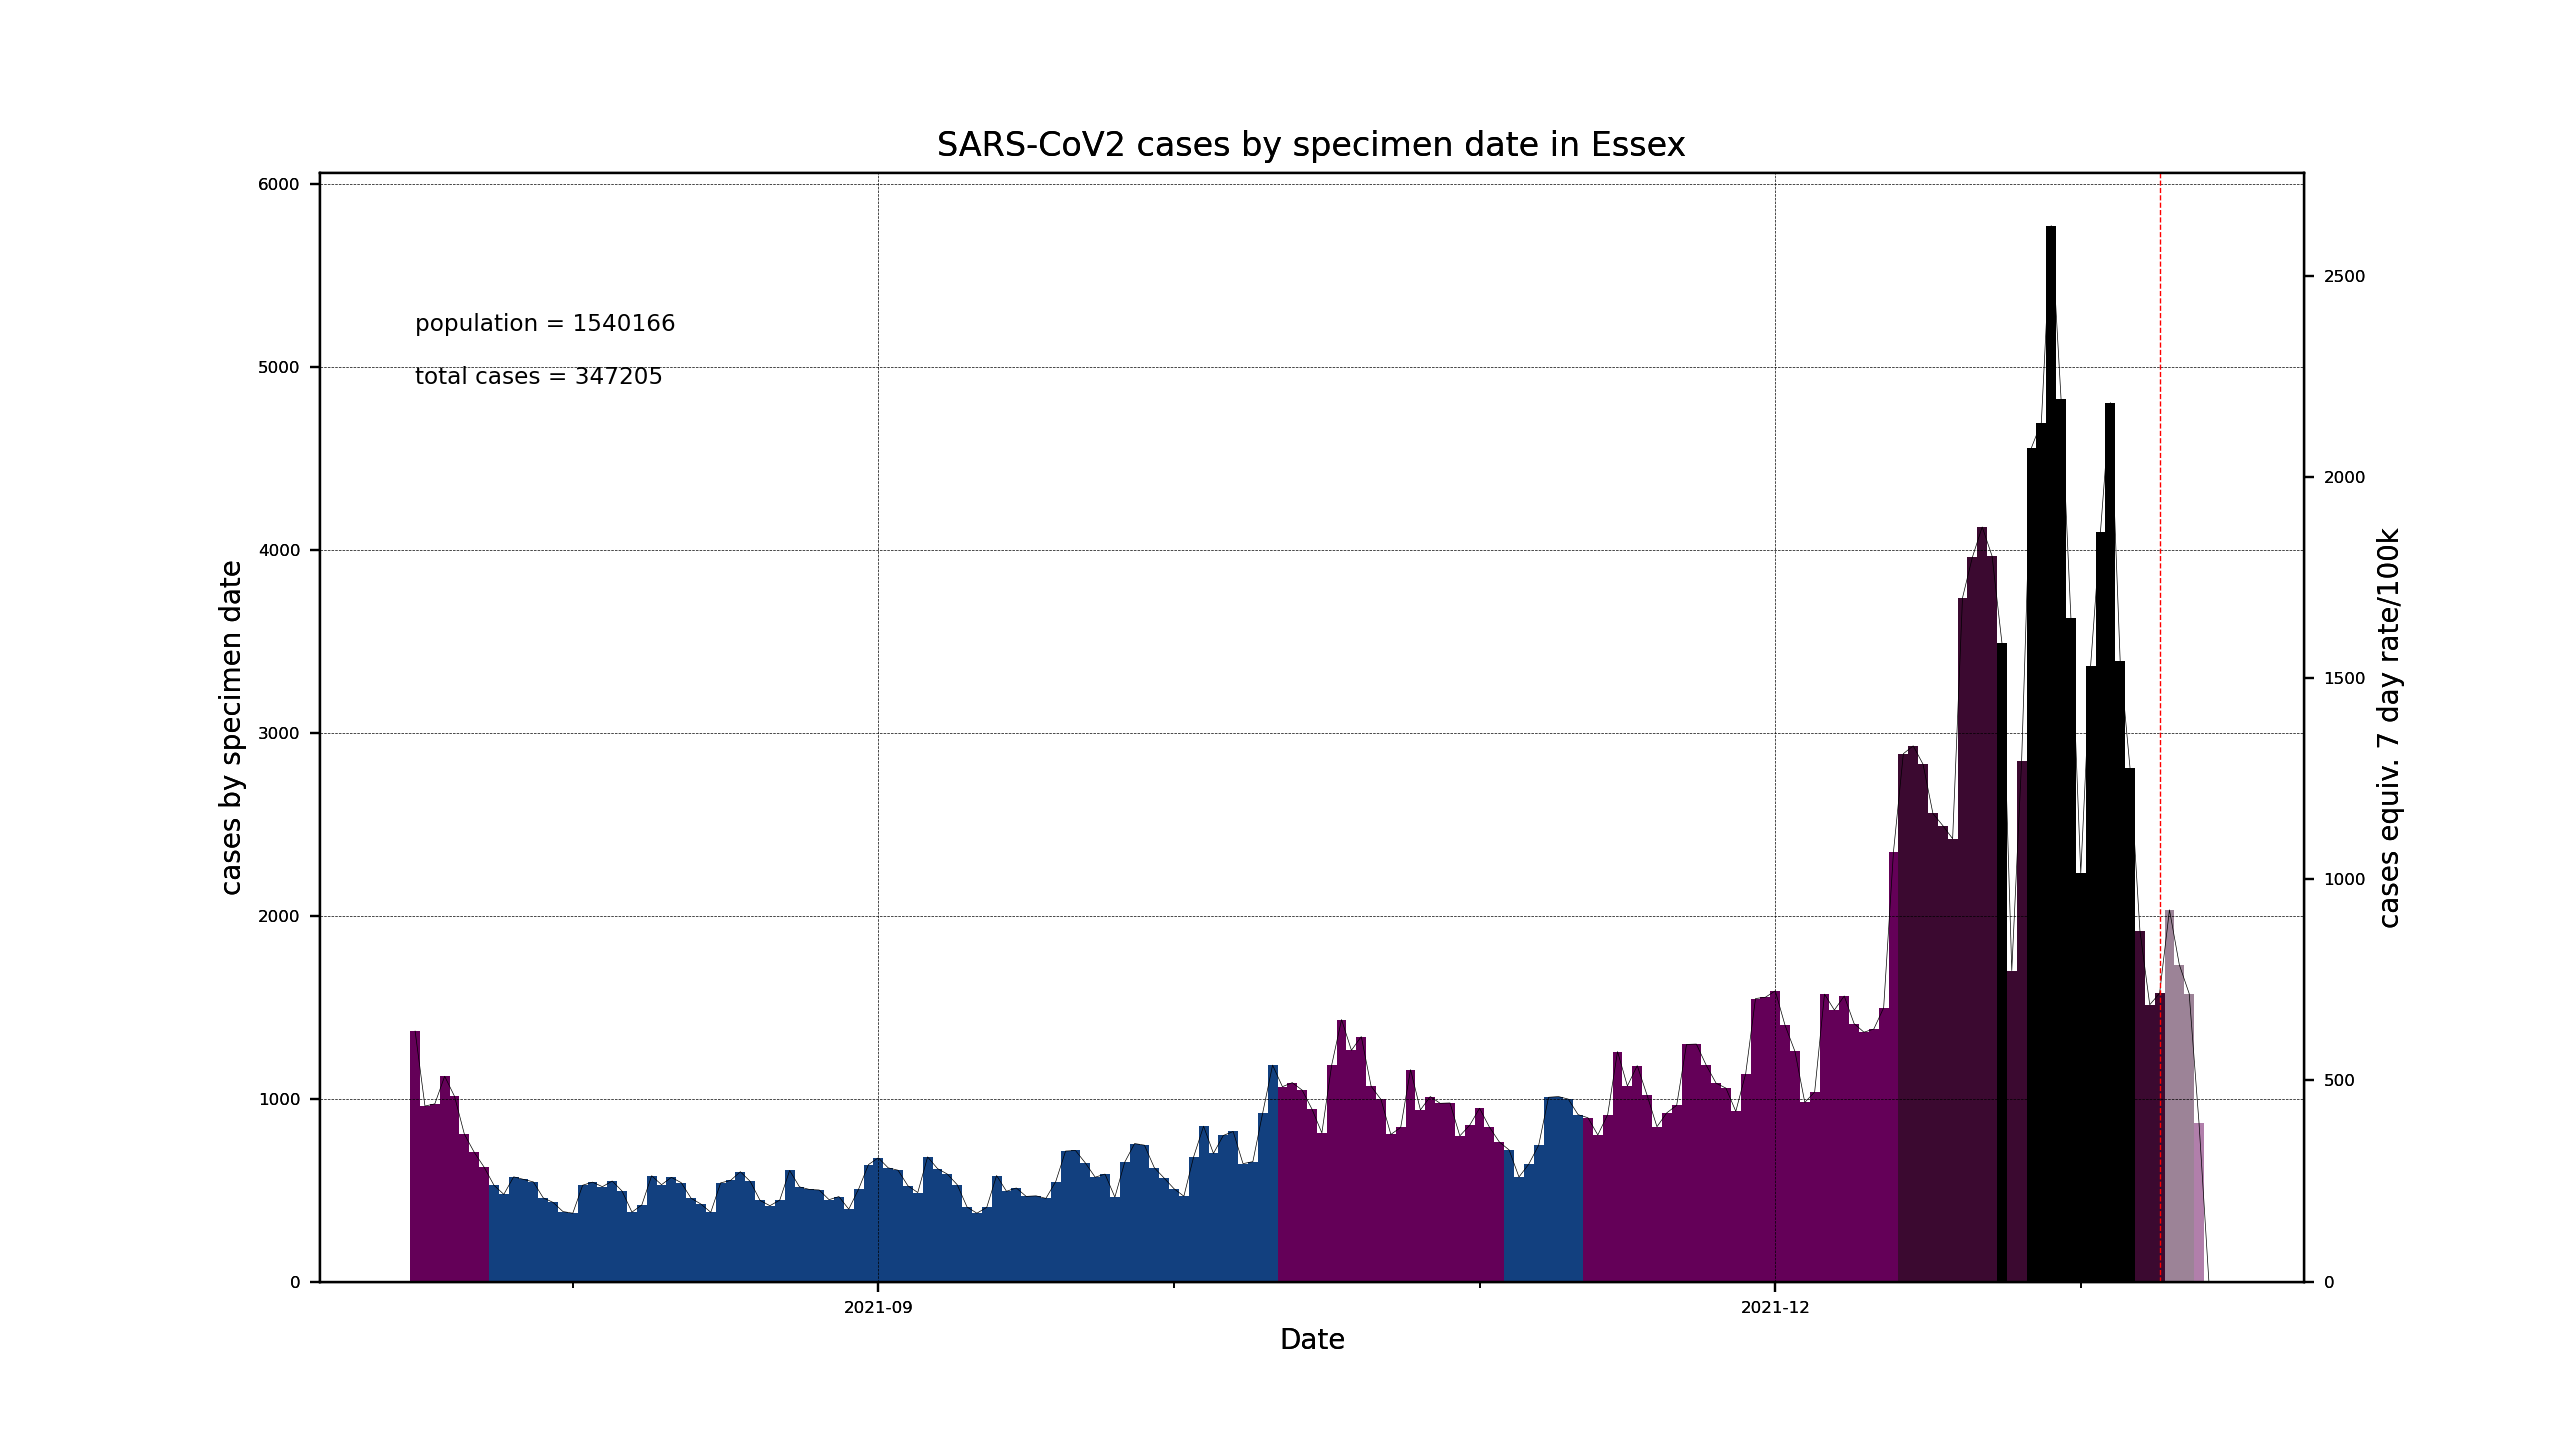 SARS-CoV2 cases by specimen date in Essex
6000
5000
4000
3000
2000
1000
0
cases by specimen date
population = 1540166
total cases = 347205
2500
2000
1500
1000
500
0
cases equiv. 7 day rate/100k
2021-09
2021-12
Date